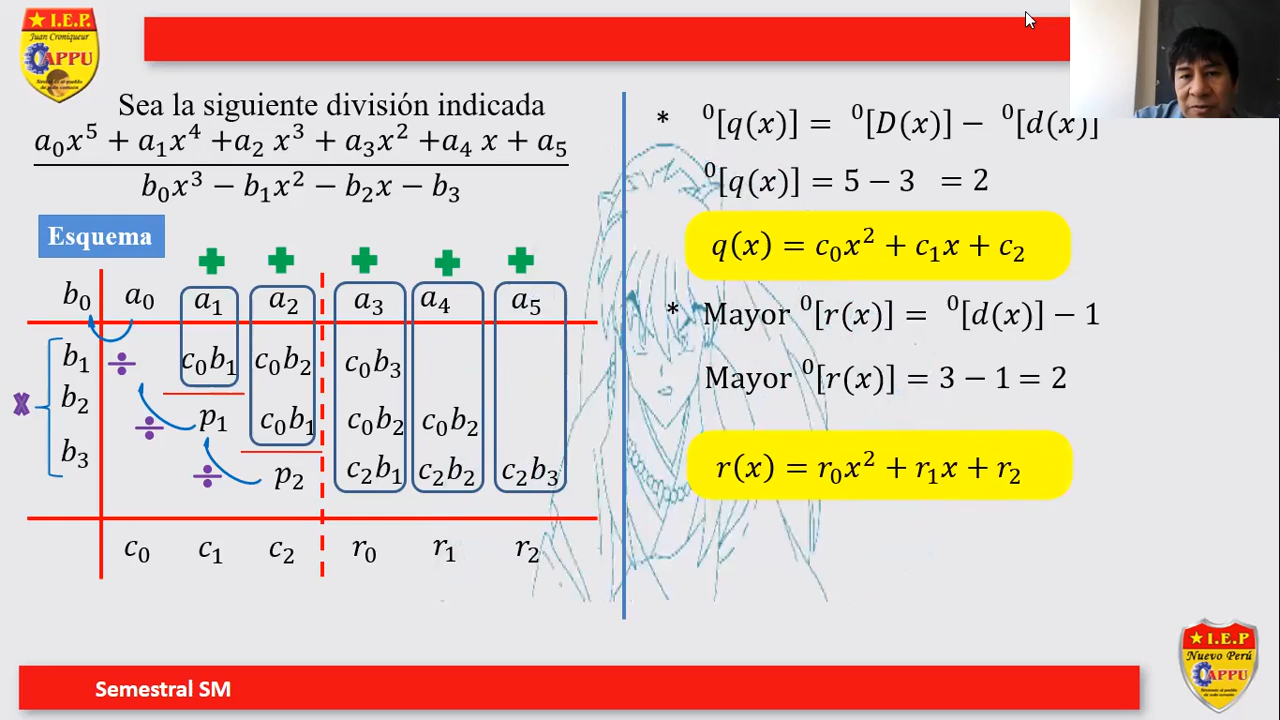 ★ I.E.P.
Juan Croniqueur
CAPPU
Sea la siguiente división indicada
a₀x⁵ + a₁x⁴ +a₂ x³ + a₃x² +a₄ x + a₅
b₀x³ − b₁x² − b₂x − b₃
Esquema
b₀ a₀ a₁ a₂ a₃ a₄ a₅
b₁ ÷ c₀b₁ c₀b₂ c₀b₃
b₂ ÷ p₁ c₀b₁ c₀b₂ c₀b₂
b₃ ÷ p₂ c₂b₁ c₂b₂ c₂b₃
c₀ c₁ c₂ r₀ r₁ r₂
* ⁰[q(x)] = ⁰[D(x)] − ⁰[d(x)]
⁰[q(x)] = 5 − 3 = 2
q(x) = c₀x² + c₁x + c₂
* Mayor ⁰[r(x)] = ⁰[d(x)] − 1
Mayor ⁰[r(x)] = 3 − 1 = 2
r(x) = r₀x² + r₁x + r₂
Semestral SM
★ I.E.P
Nuevo Perú
CAPPU